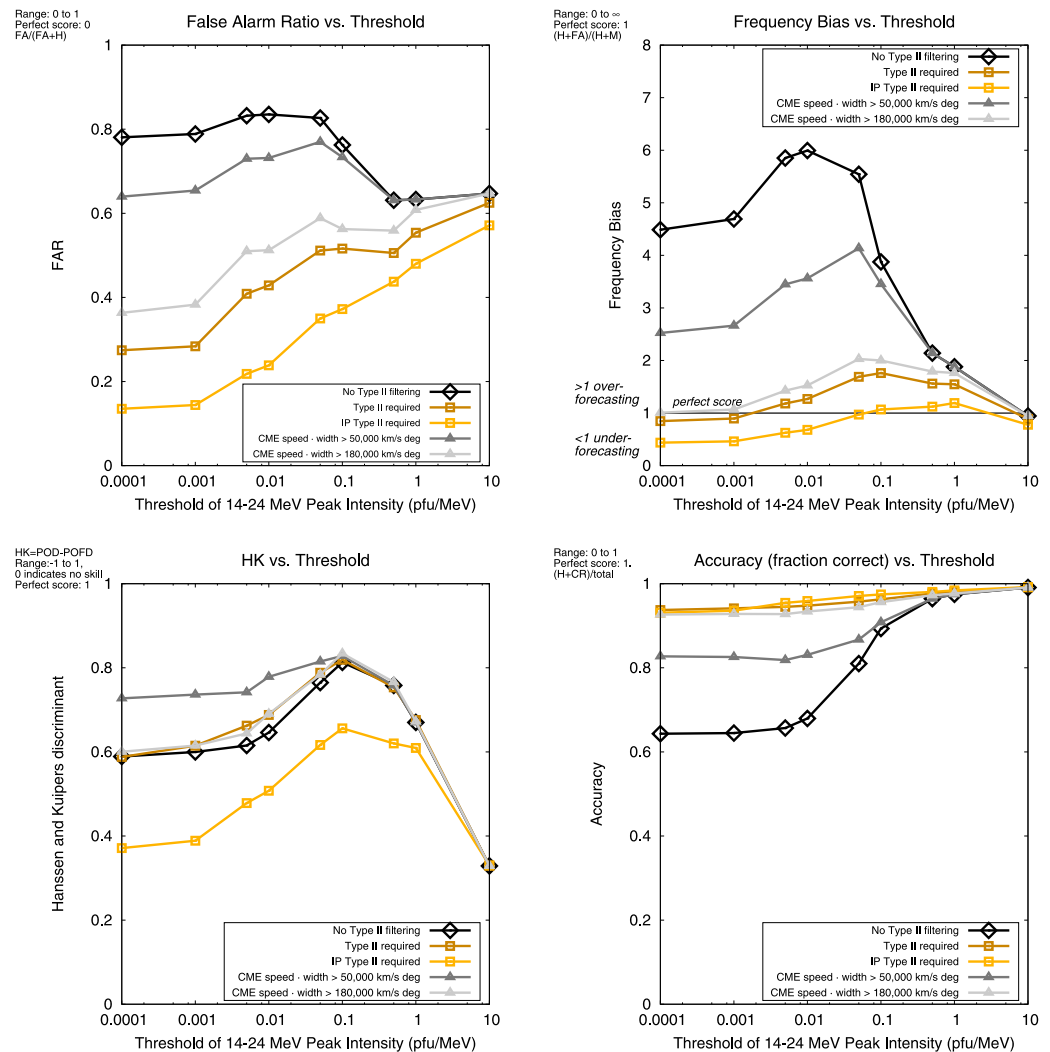 Range: 0 to 1
Perfect score: 0
FA/(FA+H)
False Alarm Ratio vs. Threshold
1
0.8
0.6
0.4
0.2
0
FAR
No Type II filtering
Type II required
IP Type II required
CME speed · width > 50,000 km/s deg
CME speed · width > 180,000 km/s deg
0.0001 0.001 0.01 0.1 1 10
Threshold of 14-24 MeV Peak Intensity (pfu/MeV)
Range: 0 to ∞
Perfect score: 1
(H+FA)/(H+M)
Frequency Bias vs. Threshold
8
7
6
5
4
3
2
1
0
Frequency Bias
No Type II filtering
Type II required
IP Type II required
CME speed · width > 50,000 km/s deg
CME speed · width > 180,000 km/s deg
>1 over-
forecasting
perfect score
<1 under-
forecasting
0.0001 0.001 0.01 0.1 1 10
Threshold of 14-24 MeV Peak Intensity (pfu/MeV)
HK=POD-POFD
Range:-1 to 1,
0 indicates no skill
Perfect score: 1
HK vs. Threshold
1
0.8
0.6
0.4
0.2
0
Hanssen and Kuipers discriminant
No Type II filtering
Type II required
IP Type II required
CME speed · width > 50,000 km/s deg
CME speed · width > 180,000 km/s deg
0.0001 0.001 0.01 0.1 1 10
Threshold of 14-24 MeV Peak Intensity (pfu/MeV)
Range: 0 to 1
Perfect score: 1.
(H+CR)/total
Accuracy (fraction correct) vs. Threshold
1
0.8
0.6
0.4
0.2
0
Accuracy
No Type II filtering
Type II required
IP Type II required
CME speed · width > 50,000 km/s deg
CME speed · width > 180,000 km/s deg
0.0001 0.001 0.01 0.1 1 10
Threshold of 14-24 MeV Peak Intensity (pfu/MeV)